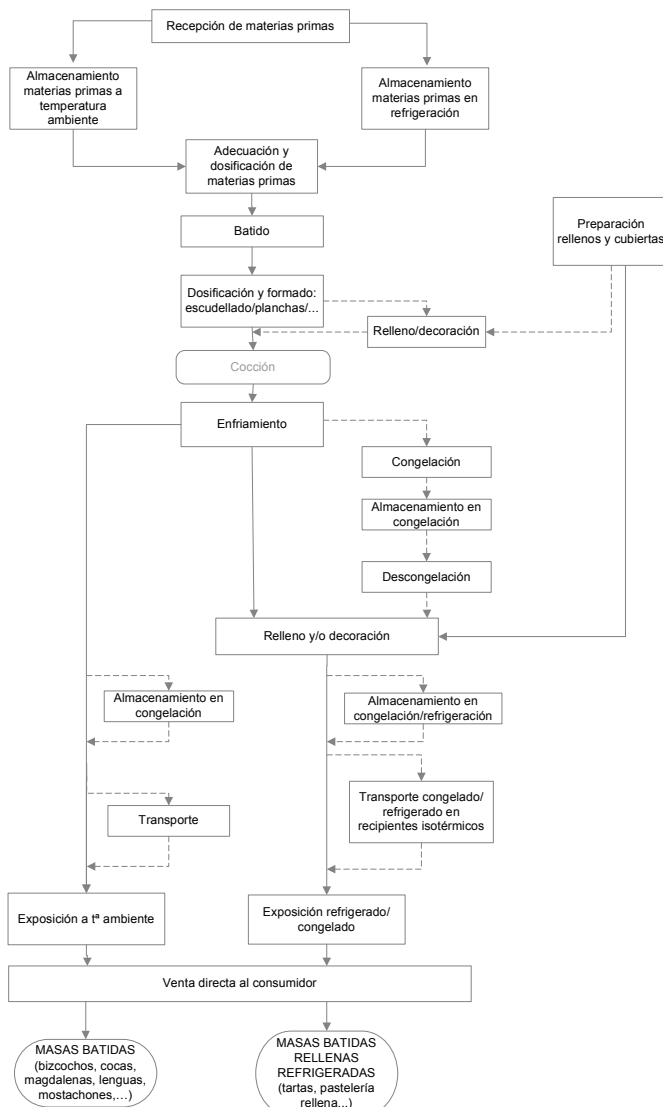 Recepción de materias primas
Almacenamiento
materias primas a
temperatura
ambiente
Almacenamiento
materias primas en
refrigeración
Adecuación y
dosificación de
materias primas
Batido
Preparación
rellenos y cubiertas
Dosificación y formado:
escudellado/planchas/...
Relleno/decoración
Cocción
Enfriamiento
Congelación
Almacenamiento en
congelación
Descongelación
Relleno y/o decoración
Almacenamiento en
congelación
Almacenamiento en
congelación/refrigeración
Transporte
Transporte congelado/
refrigerado en
recipientes isotérmicos
Exposición a tª ambiente
Exposición refrigerado/
congelado
Venta directa al consumidor
MASAS BATIDAS
(bizcochos, cocas,
magdalenas, lenguas,
mostachones,…)
MASAS BATIDAS
RELLENAS
REFRIGERADAS
(tartas, pastelería
rellena...)